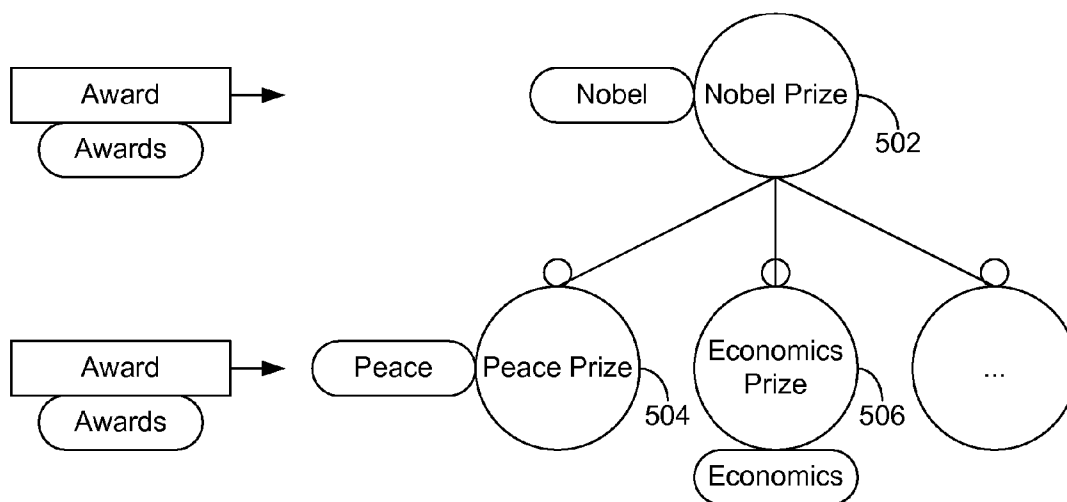 Award
Awards
Nobel
Nobel Prize
502
Award
Awards
Peace
Peace Prize
504
Economics
Prize
506
Economics
...